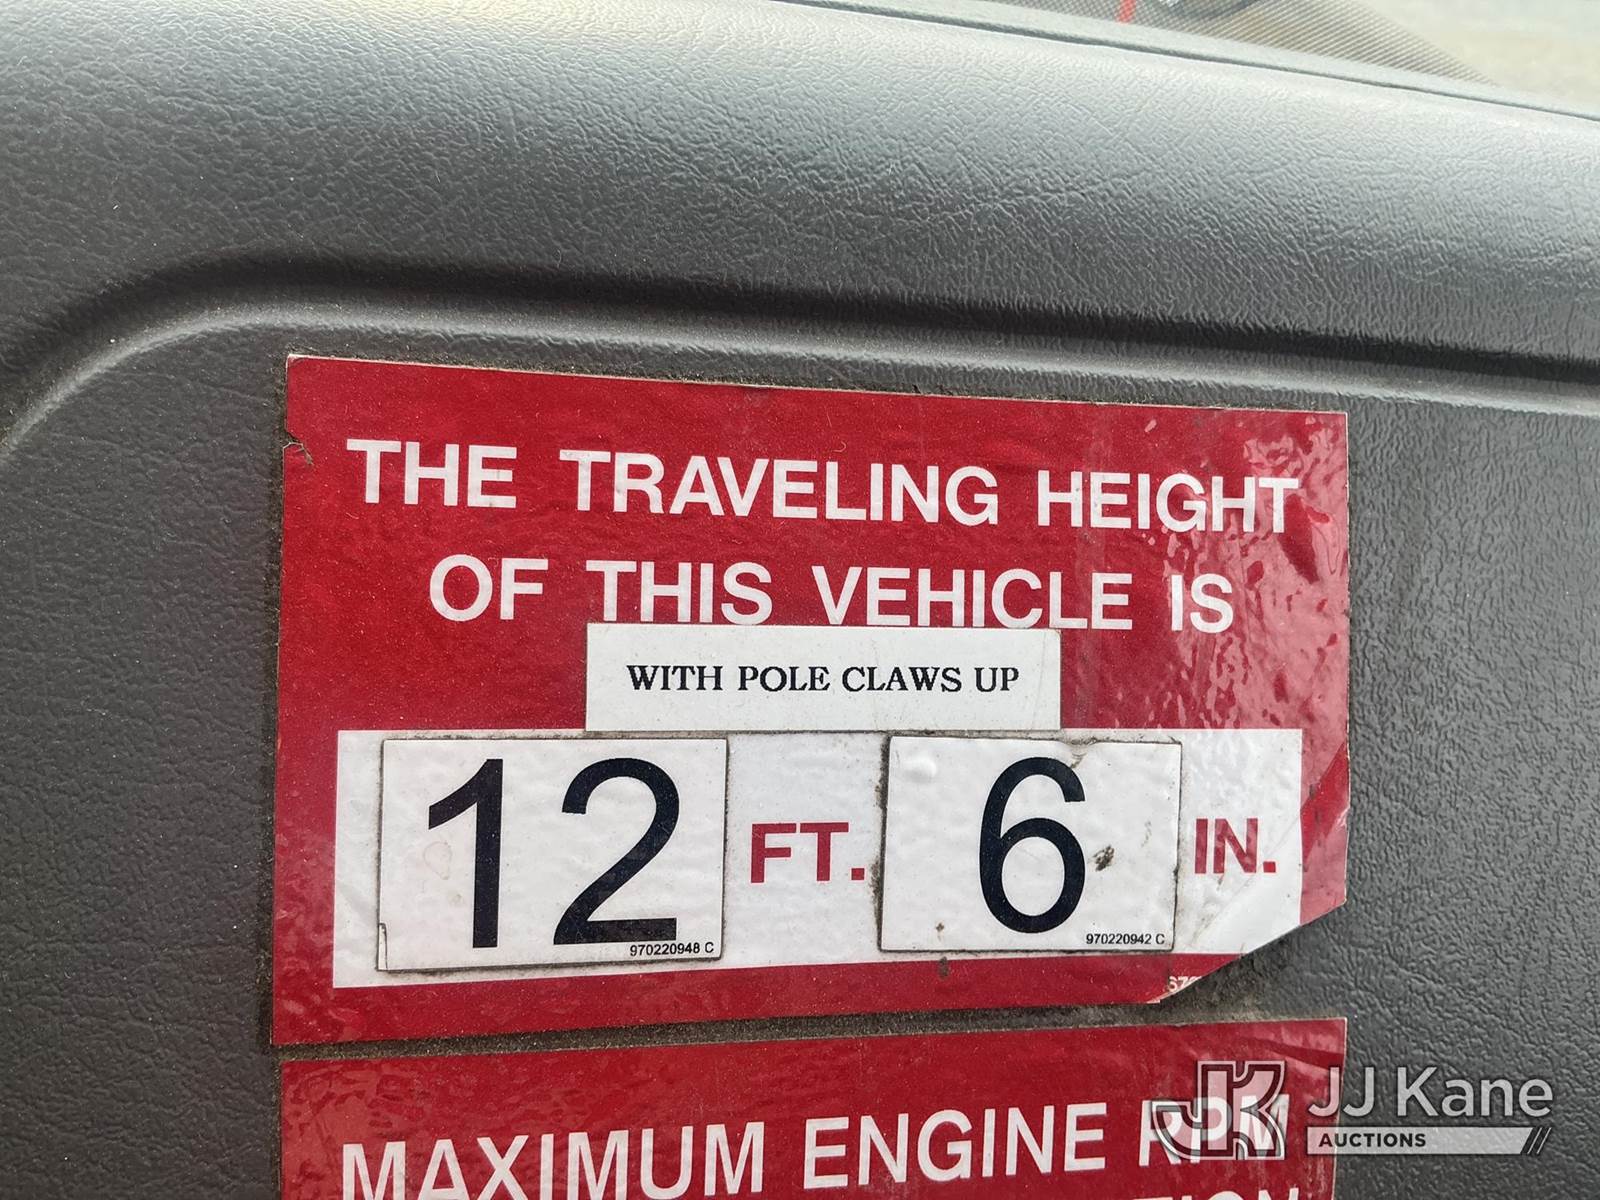 THE TRAVELING HEIGHT
OF THIS VEHICLE IS
WITH POLE CLAWS UP
12 FT. 6 IN.
970220948 C
970220942 C
MAXIMUM ENGINE RPM
JJ Kane
AUCTIONS